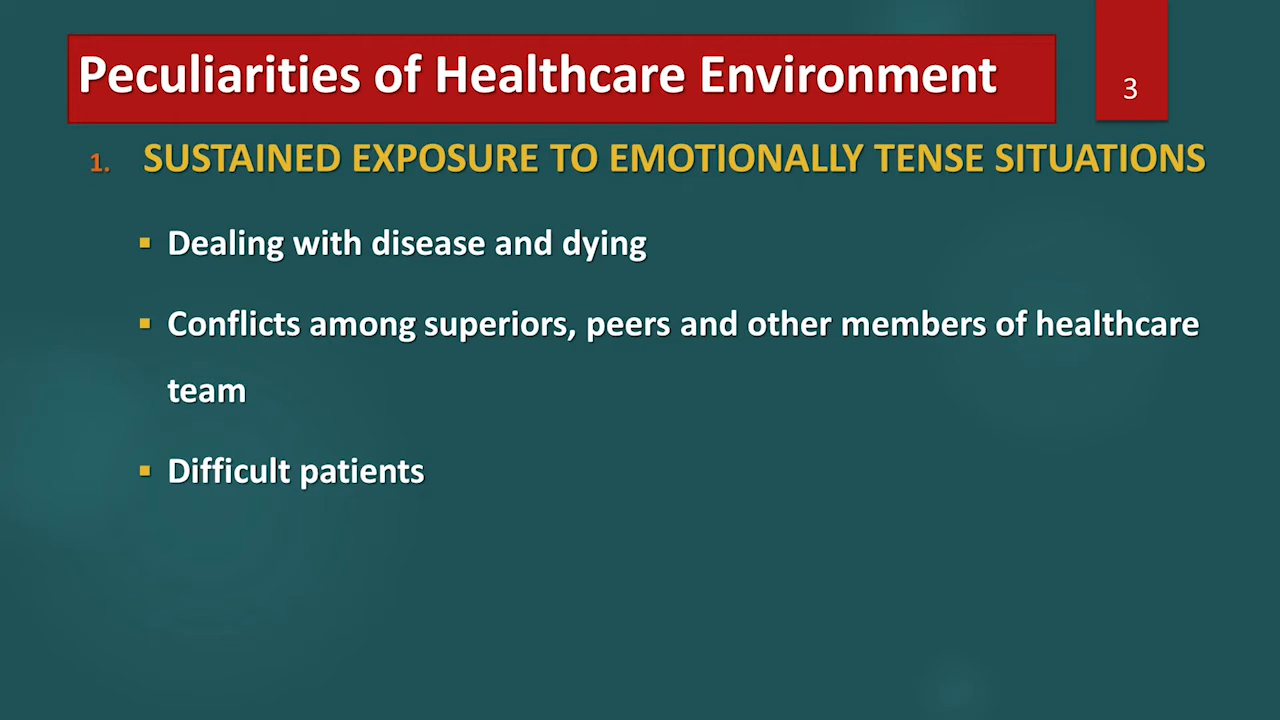 Peculiarities of Healthcare Environment
3
1. SUSTAINED EXPOSURE TO EMOTIONALLY TENSE SITUATIONS
▪ Dealing with disease and dying
▪ Conflicts among superiors, peers and other members of healthcare
team
▪ Difficult patients